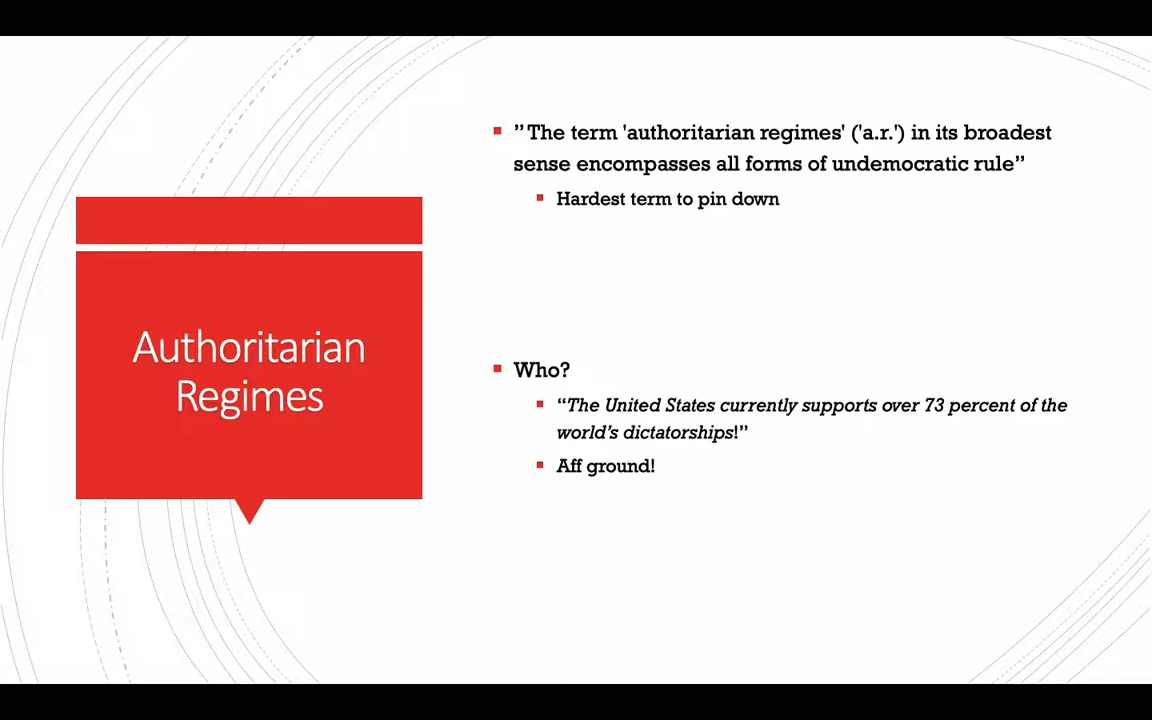 Authoritarian
Regimes
”The term 'authoritarian regimes' ('a.r.') in its broadest
sense encompasses all forms of undemocratic rule”
Hardest term to pin down
Who?
“The United States currently supports over 73 percent of the
world’s dictatorships!”
Aff ground!